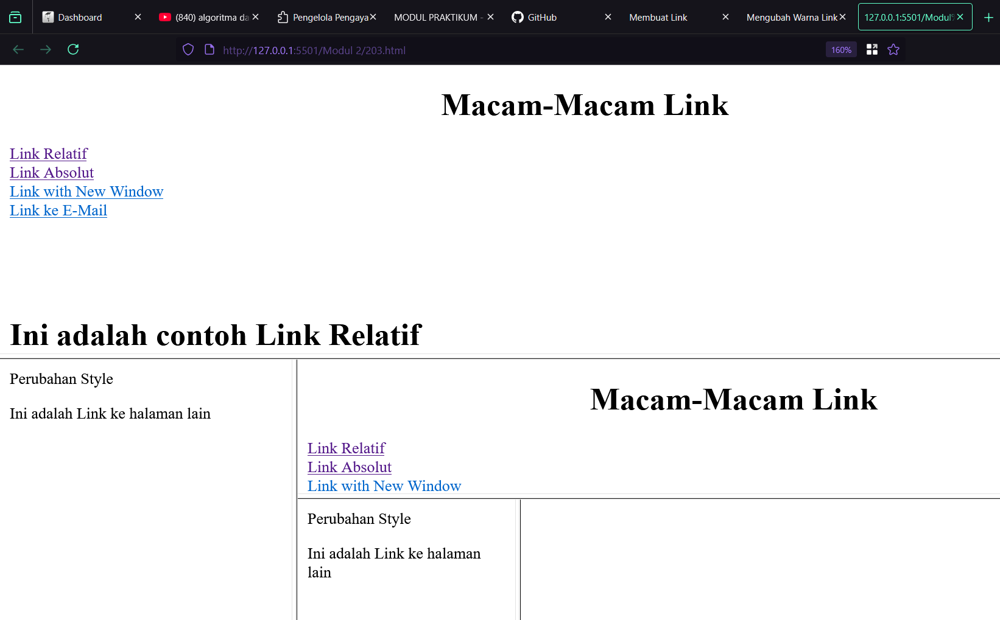 Dashboard
(840) algoritma da
Pengelola Pengaya
MODUL PRAKTIKUM -
GitHub
Membuat Link
Mengubah Warna Link
127.0.0.1:5501/Modul
http://127.0.0.1:5501/Modul 2/203.html
160%
Macam-Macam Link
Link Relatif
Link Absolut
Link with New Window
Link ke E-Mail
Ini adalah contoh Link Relatif
Perubahan Style
Ini adalah Link ke halaman lain
Macam-Macam Link
Link Relatif
Link Absolut
Link with New Window
Perubahan Style
Ini adalah Link ke halaman
lain